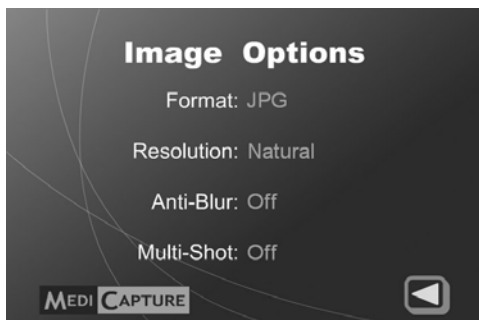 Image Options
Format: JPG
Resolution: Natural
Anti-Blur: Off
Multi-Shot: Off
MEDI CAPTURE